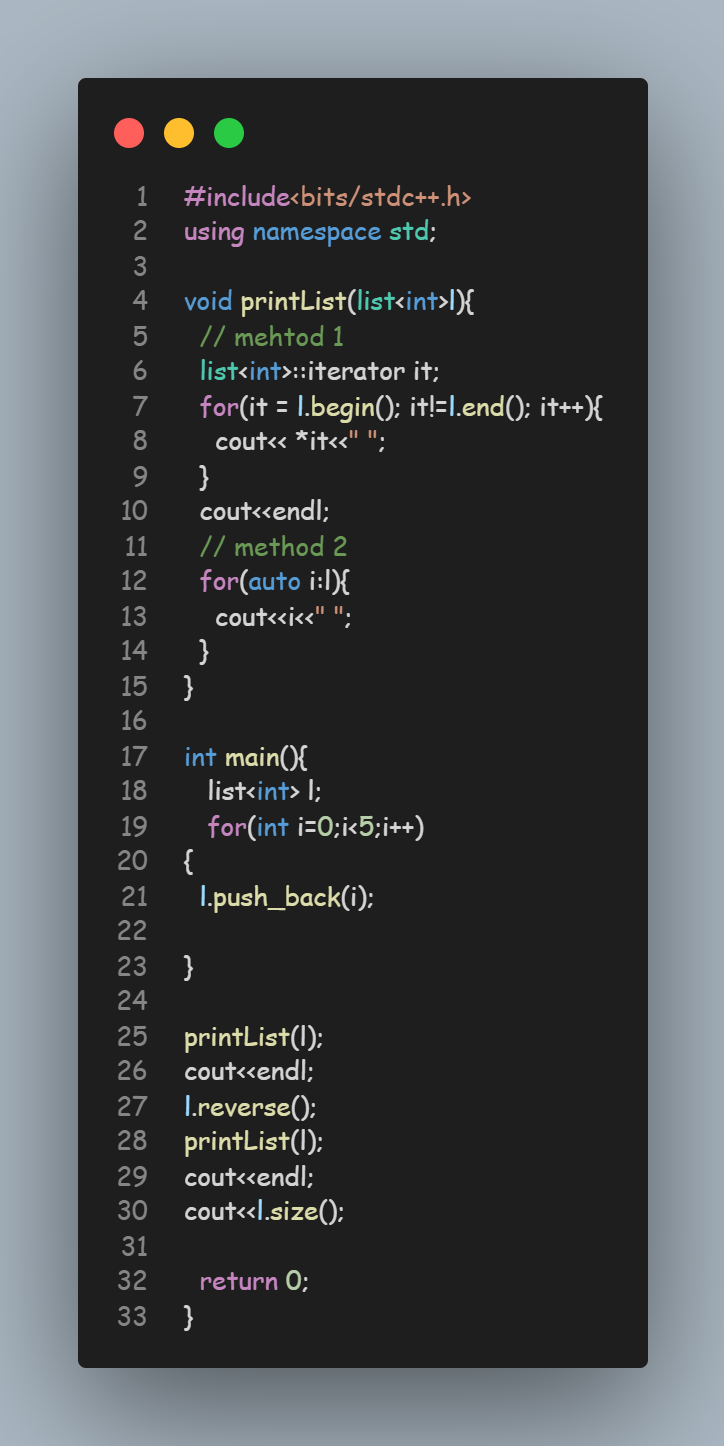 1 #include<bits/stdc++.h>
2 using namespace std;
3
4 void printList(list<int>l){
5   // mehtod 1
6   list<int>::iterator it;
7   for(it = l.begin(); it!=l.end(); it++){
8     cout<< *it<<" ";
9   }
10   cout<<endl;
11   // method 2
12   for(auto i:l){
13     cout<<i<<" ";
14   }
15 }
16
17 int main(){
18    list<int> l;
19    for(int i=0;i<5;i++)
20 {
21   l.push_back(i);
22
23 }
24
25 printList(l);
26 cout<<endl;
27 l.reverse();
28 printList(l);
29 cout<<endl;
30 cout<<l.size();
31
32   return 0;
33 }